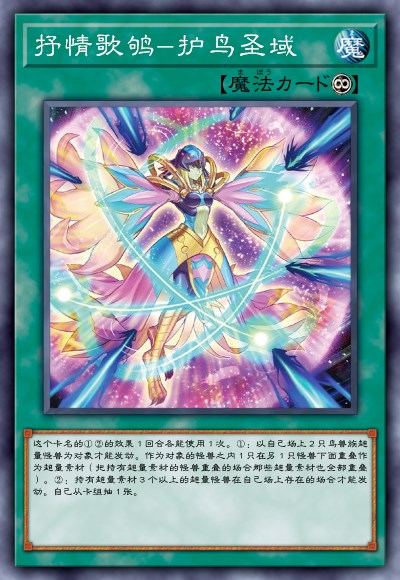 抒情歌鸲-护鸟圣域
魔
【魔法カード】
这个卡名的①②的效果1回合各能使用1次。①：以自己场上2只鸟兽族超
量怪兽为对象才能发动。作为对象的怪兽之内1只在另1只怪兽下面重叠作
为超量素材（把持有超量素材的怪兽重叠的场合那些超量素材也全部重叠
）。②：持有超量素材3个以上的超量怪兽在自己场上存在的场合才能发
动。自己从卡组抽1张。